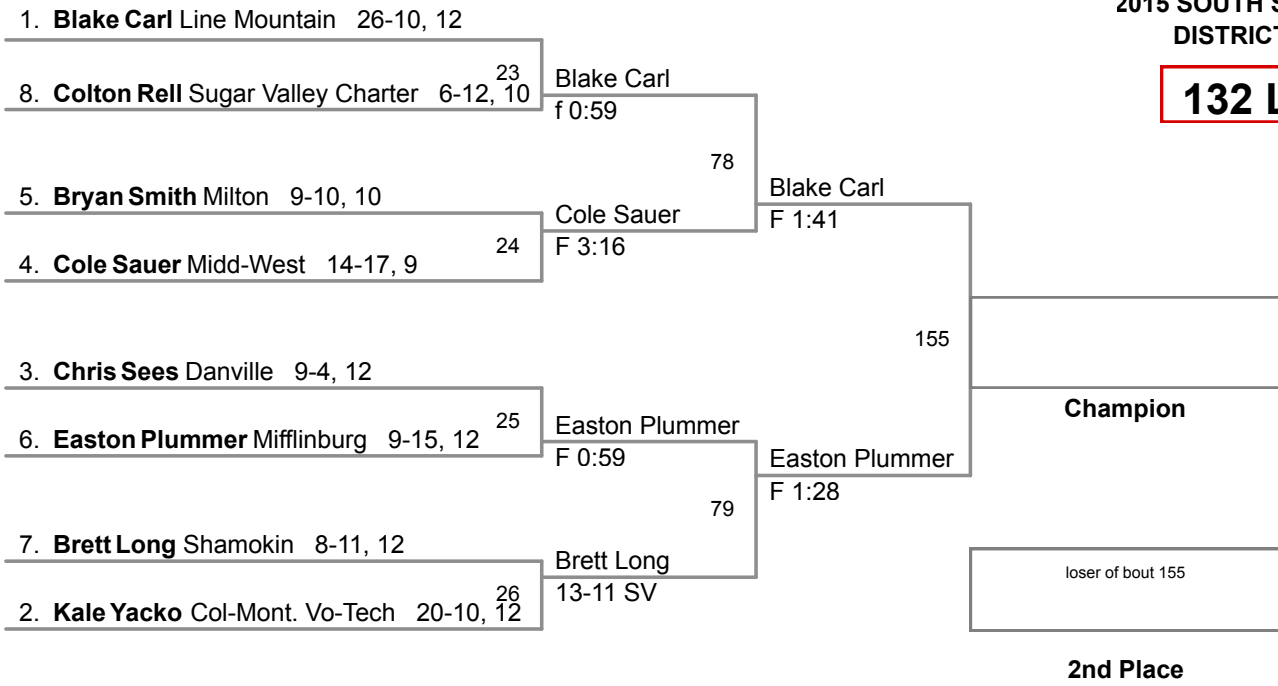 2015 SOUTH
DISTRICT
132
1. Blake Carl Line Mountain 26-10, 12
23
8. Colton Rell Sugar Valley Charter 6-12, 10
Blake Carl
f 0:59
78
5. Bryan Smith Milton 9-10, 10
24
4. Cole Sauer Midd-West 14-17, 9
Cole Sauer
F 3:16
Blake Carl
F 1:41
155
3. Chris Sees Danville 9-4, 12
25
6. Easton Plummer Mifflinburg 9-15, 12
Easton Plummer
F 0:59
79
7. Brett Long Shamokin 8-11, 12
26
2. Kale Yacko Col-Mont. Vo-Tech 20-10, 12
Brett Long
13-11 SV
Easton Plummer
F 1:28
Champion
loser of bout 155
2nd Place